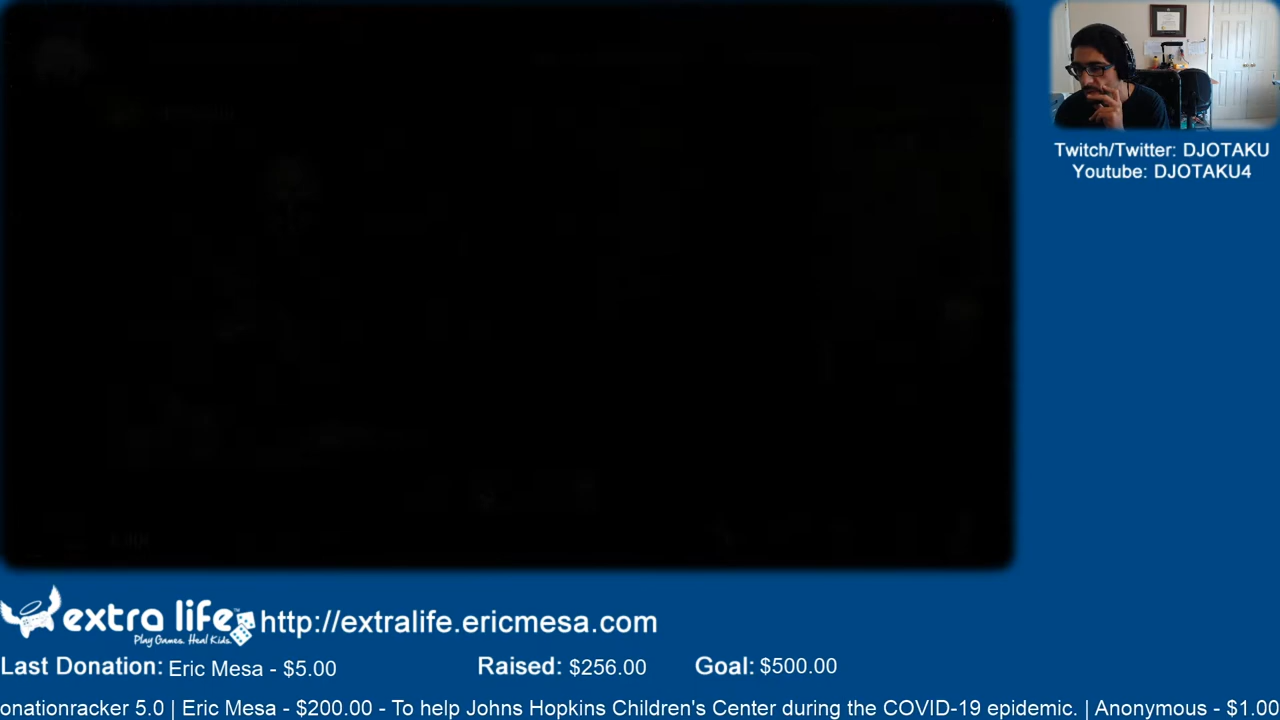 Twitch/Twitter: DJOTAKU
Youtube: DJOTAKU4
extra life
Play Games. Heal Kids.
http://extralife.ericmesa.com
Last Donation: Eric Mesa - $5.00 Raised: $256.00 Goal: $500.00
onationracker 5.0 | Eric Mesa - $200.00 - To help Johns Hopkins Children's Center during the COVID-19 epidemic. | Anonymous - $1.00